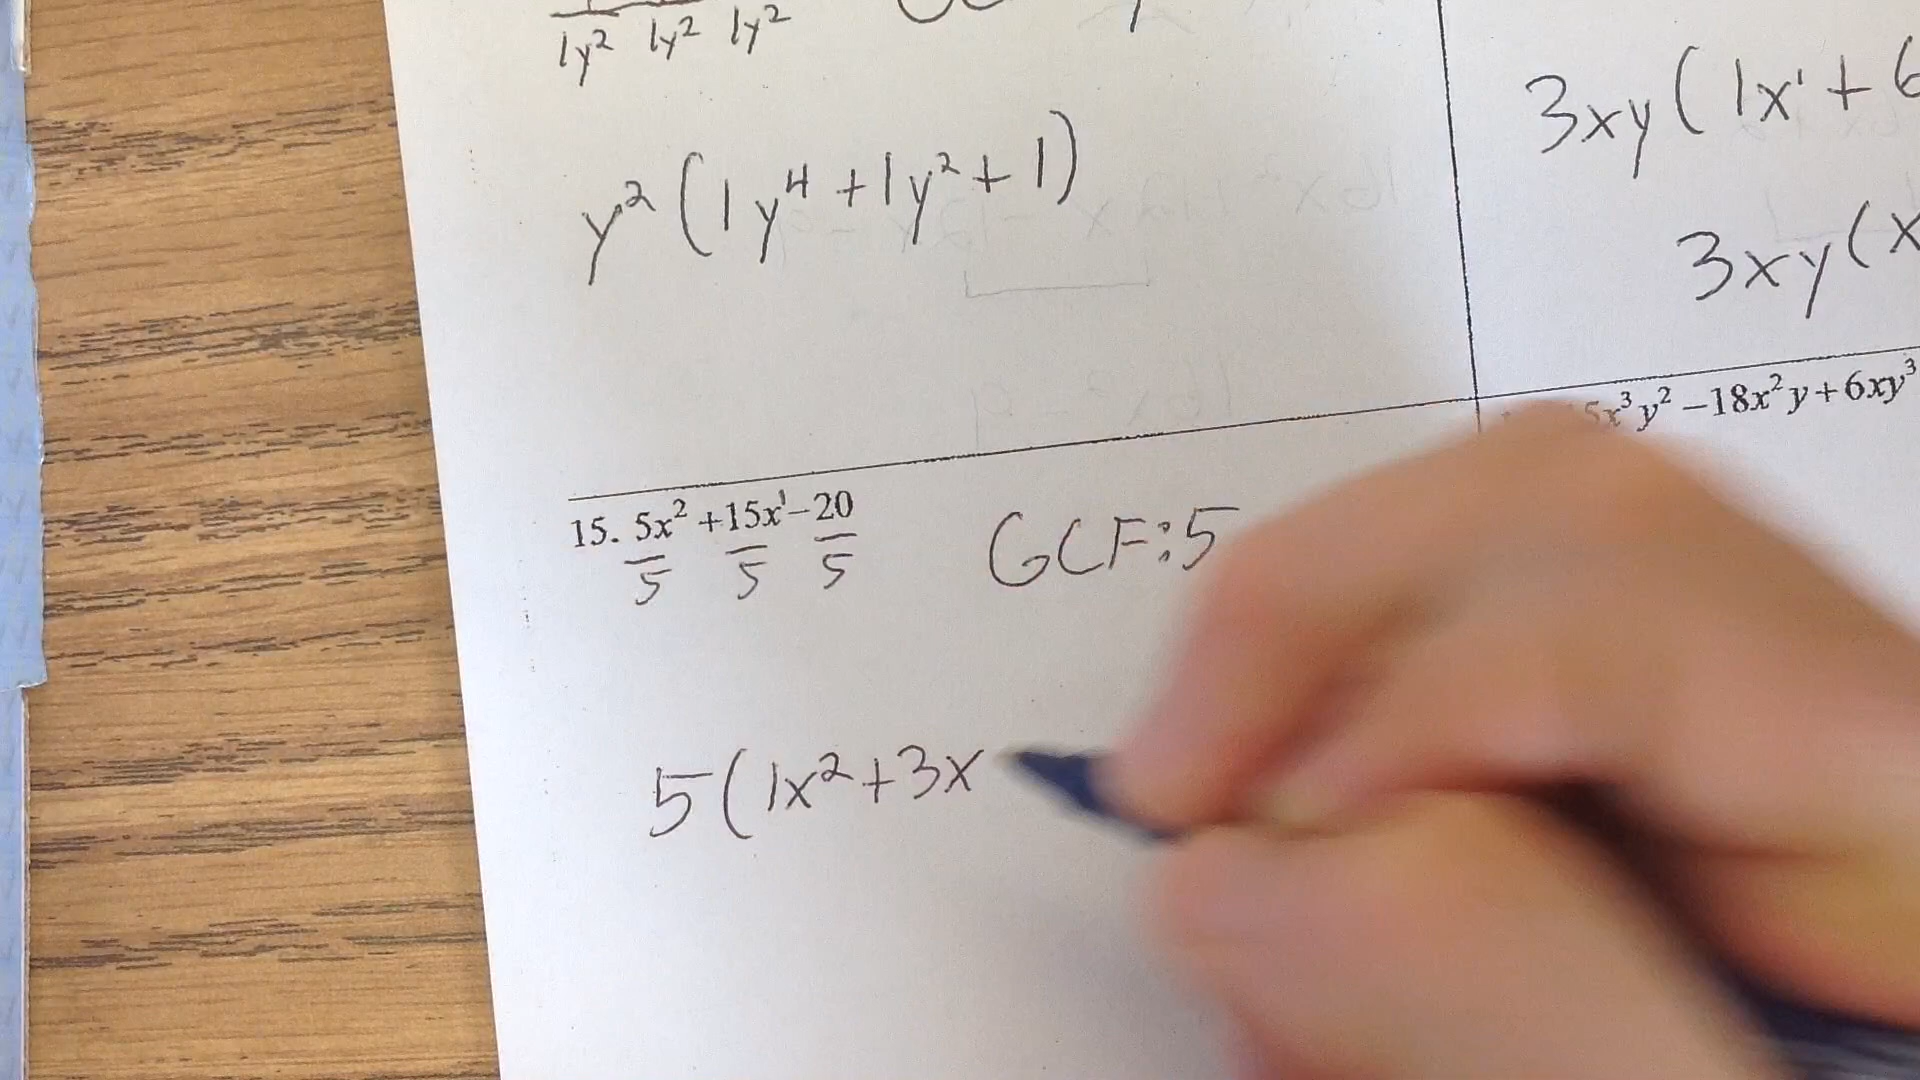 1y² 1y² 1y²
y² (1y⁴ + 1y² + 1)
3xy ( 1x¹ + 6
3xy (x
5x³y² – 18x²y + 6xy³
15. 5x² + 15x¹ – 20
5 5 5
GCF: 5
5 ( 1x² + 3x